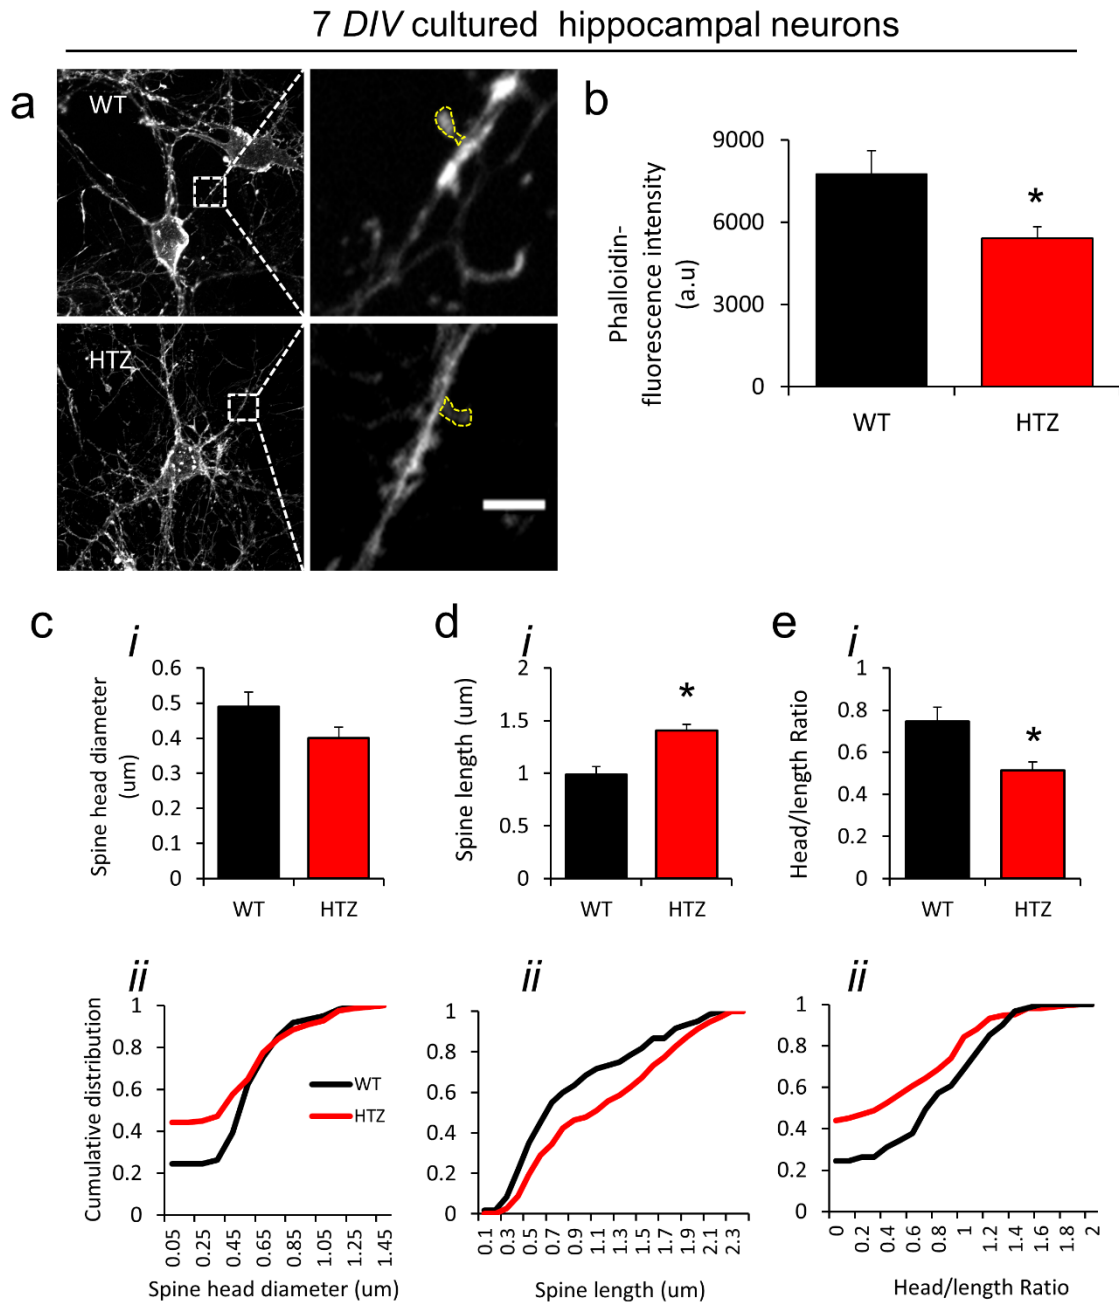 7 DIV cultured hippocampal neurons
a
WT
HTZ
b
Phalloidin-
fluorescence intensity
(a.u)
9000
6000
3000
0
*
WT
HTZ
c
i
Spine head diameter
(um)
0.6
0.5
0.4
0.3
0.2
0.1
0
WT
HTZ
d
i
Spine length (um)
2
1.5
1
0.5
0
*
WT
HTZ
e
i
Head/length Ratio
1
0.8
0.6
0.4
0.2
0
*
WT
HTZ
ii
Cumulative distribution
1
0.8
0.6
0.4
0.2
0
WT
HTZ
0.05 0.25 0.45 0.65 0.85 1.05 1.25 1.45
Spine head diameter (um)
ii
1
0.8
0.6
0.4
0.2
0
0.1 0.3 0.5 0.7 0.9 1.1 1.3 1.5 1.7 1.9 2.1 2.3
Spine length (um)
ii
1
0.8
0.6
0.4
0.2
0
0 0.2 0.4 0.6 0.8 1 1.2 1.4 1.6 1.8 2
Head/length Ratio